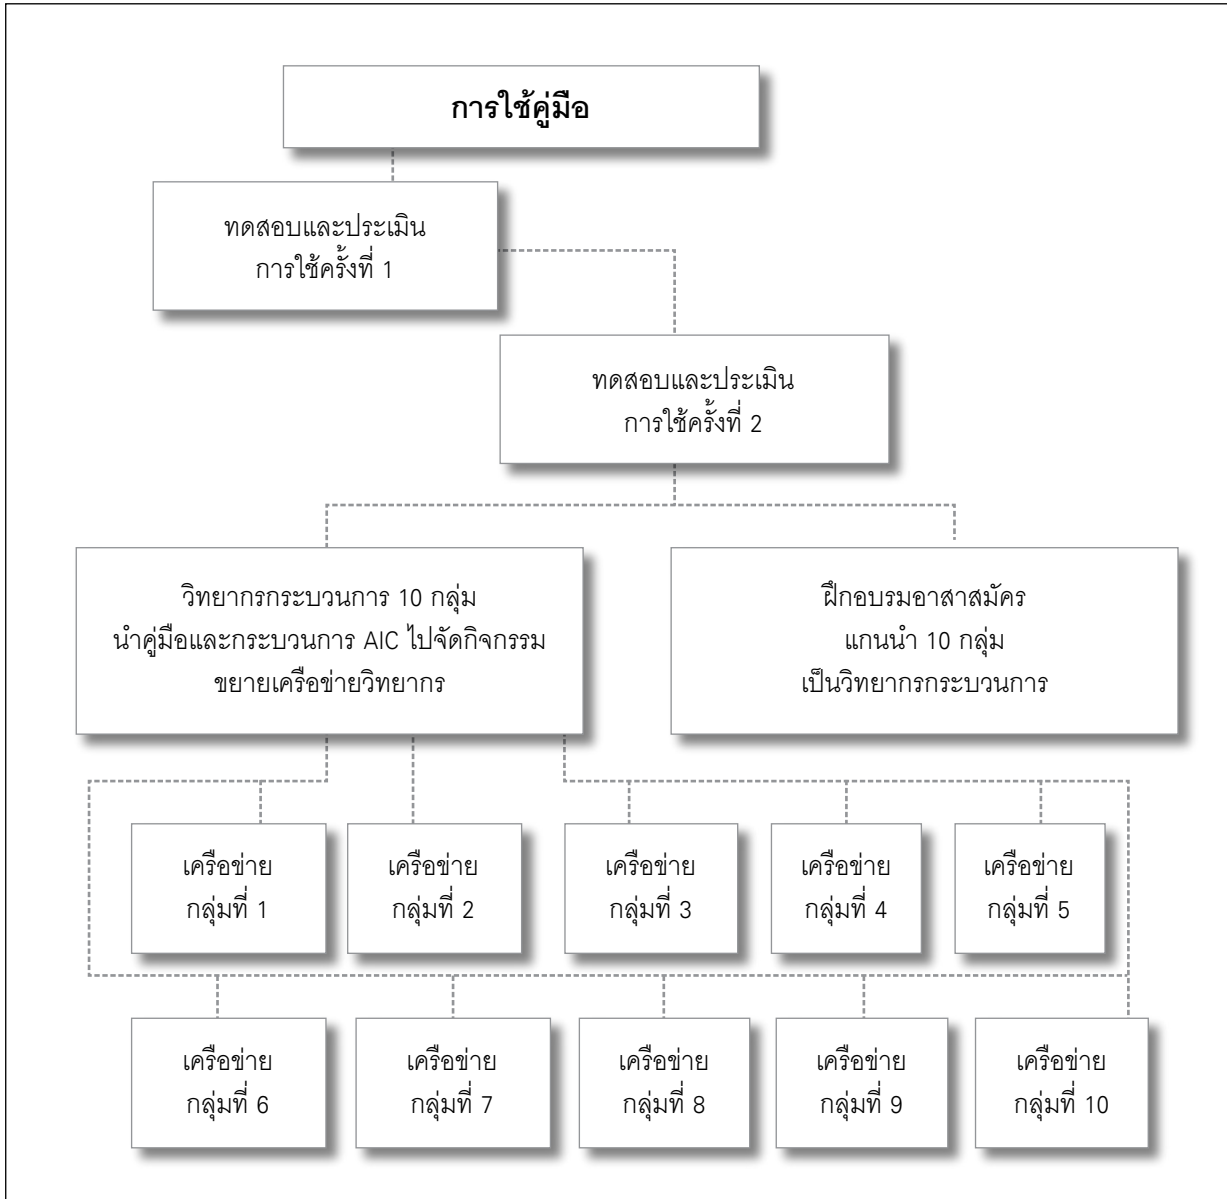 การใช้คู่มือ
ทดสอบและประเมิน
การใช้ครั้งที่ 1
ทดสอบและประเมิน
การใช้ครั้งที่ 2
วิทยากรกระบวนการ 10 กลุ่ม
นำคู่มือและกระบวนการ AIC ไปจัดกิจกรรม
ขยายเครือข่ายวิทยากร
ฝึกอบรมอาสาสมัคร
แกนนำ 10 กลุ่ม
เป็นวิทยากรกระบวนการ
เครือข่าย
กลุ่มที่ 1
เครือข่าย
กลุ่มที่ 2
เครือข่าย
กลุ่มที่ 3
เครือข่าย
กลุ่มที่ 4
เครือข่าย
กลุ่มที่ 5
เครือข่าย
กลุ่มที่ 6
เครือข่าย
กลุ่มที่ 7
เครือข่าย
กลุ่มที่ 8
เครือข่าย
กลุ่มที่ 9
เครือข่าย
กลุ่มที่ 10